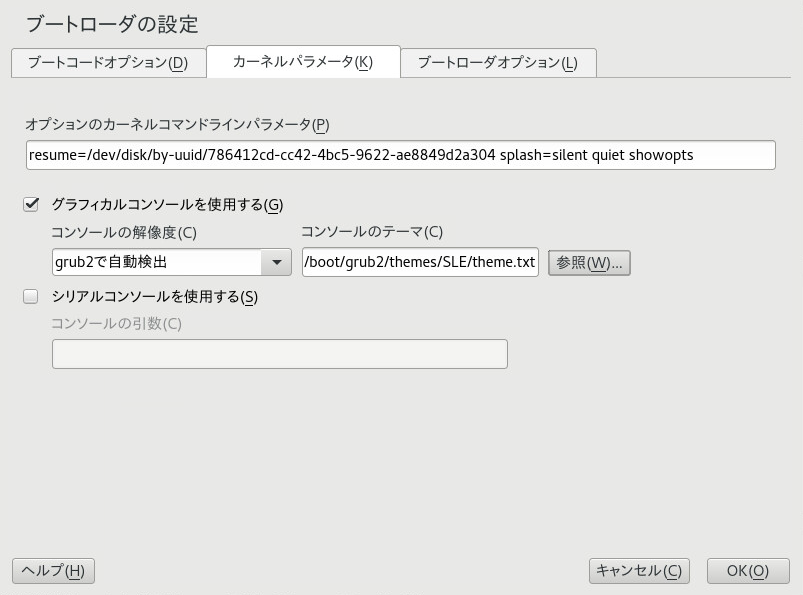 ブートローダの設定
ブートコードオプション(D) カーネルパラメータ(K) ブートローダオプション(L)
オプションのカーネルコマンドラインパラメータ(P)
resume=/dev/disk/by-uuid/786412cd-cc42-4bc5-9622-ae8849d2a304 splash=silent quiet showopts
グラフィカルコンソールを使用する(G)
コンソールの解像度(C) コンソールのテーマ(C)
grub2で自動検出 /boot/grub2/themes/SLE/theme.txt 参照(W)...
シリアルコンソールを使用する(S)
コンソールの引数(C)
ヘルプ(H) キャンセル(C) OK(O)